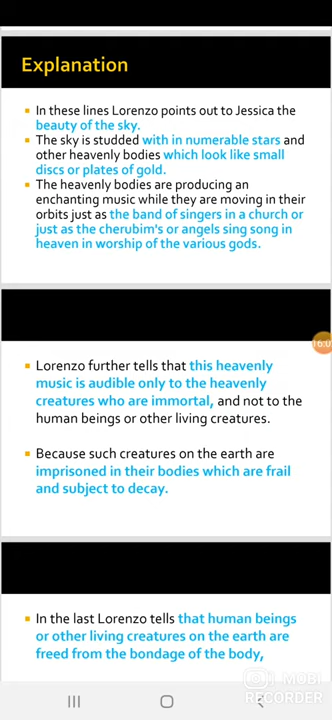 Explanation
In these lines Lorenzo points out to Jessica the
beauty of the sky.
The sky is studded with in numerable stars and
other heavenly bodies which look like small
discs or plates of gold.
The heavenly bodies are producing an
enchanting music while they are moving in their
orbits just as the band of singers in a church or
just as the cherubim's or angels sing song in
heaven in worship of the various gods.
16:0
Lorenzo further tells that this heavenly
music is audible only to the heavenly
creatures who are immortal, and not to the
human beings or other living creatures.
Because such creatures on the earth are
imprisoned in their bodies which are frail
and subject to decay.
In the last Lorenzo tells that human beings
or other living creatures on the earth are
freed from the bondage of the body,
MOBI
RECORDER